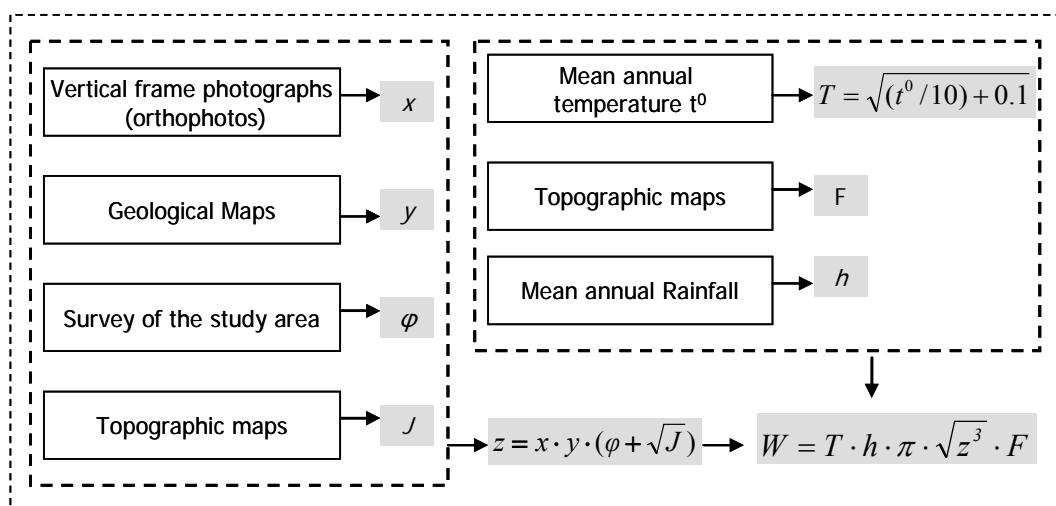 Vertical frame photographs
(orthophotos)
x
Geological Maps
y
Survey of the study area
φ
Topographic maps
J
Mean annual
temperature t⁰
T = √((t⁰/10) + 0.1)
Topographic maps
F
Mean annual Rainfall
h
z = x · y · (φ + √J)
W = T · h · π · √z³ · F